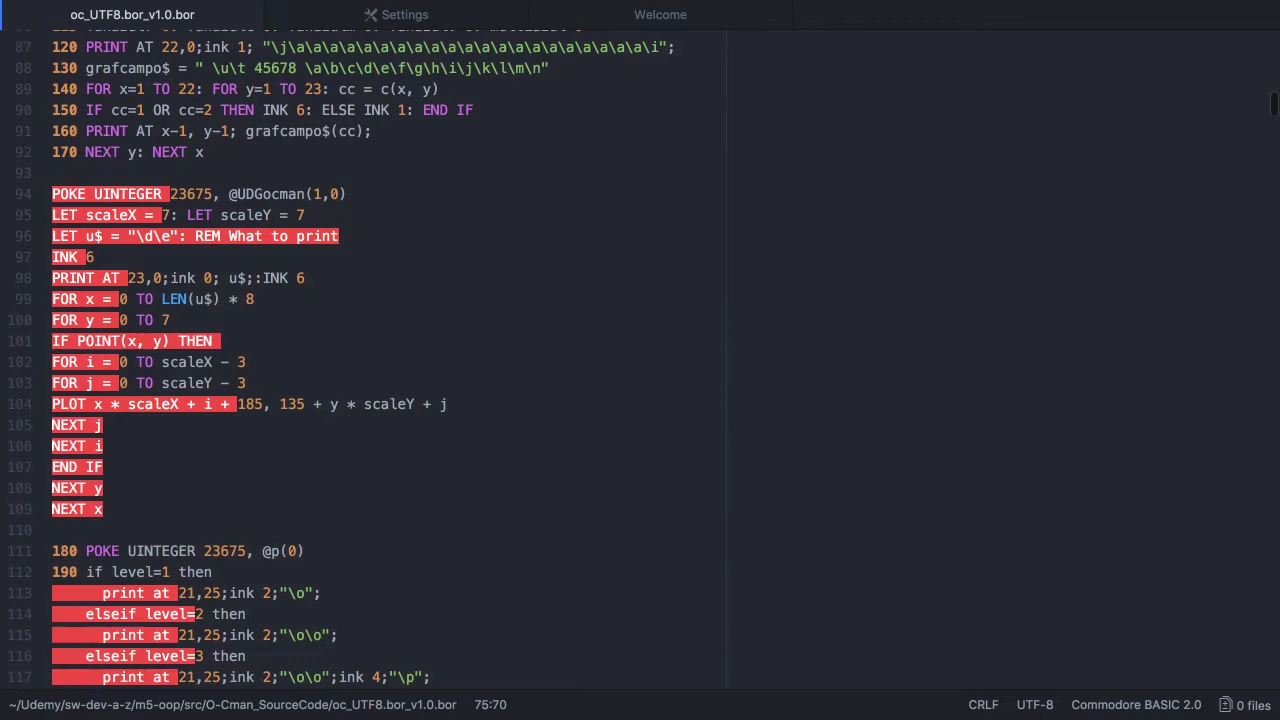 oc_UTF8.bor_v1.0.bor Settings Welcome
87 120 PRINT AT 22,0;ink 1; "\j\a\a\a\a\a\a\a\a\a\a\a\a\a\a\a\a\a\a\a\a\a\i";
88 130 grafcampo$ = " \u\t 45678 \a\b\c\d\e\f\g\h\i\j\k\l\m\n"
89 140 FOR x=1 TO 22: FOR y=1 TO 23: cc = c(x, y)
90 150 IF cc=1 OR cc=2 THEN INK 6: ELSE INK 1: END IF
91 160 PRINT AT x-1, y-1; grafcampo$(cc);
92 170 NEXT y: NEXT x
93
94 POKE UINTEGER 23675, @UDGocman(1,0)
95 LET scaleX = 7: LET scaleY = 7
96 LET u$ = "\d\e": REM What to print
97 INK 6
98 PRINT AT 23,0;ink 0; u$;:INK 6
99 FOR x = 0 TO LEN(u$) * 8
100 FOR y = 0 TO 7
101 IF POINT(x, y) THEN
102 FOR i = 0 TO scaleX - 3
103 FOR j = 0 TO scaleY - 3
104 PLOT x * scaleX + i + 185, 135 + y * scaleY + j
105 NEXT j
106 NEXT i
107 END IF
108 NEXT y
109 NEXT x
110
111 180 POKE UINTEGER 23675, @p(0)
112 190 if level=1 then
113 print at 21,25;ink 2;"\o";
114 elseif level=2 then
115 print at 21,25;ink 2;"\o\o";
116 elseif level=3 then
117 print at 21,25;ink 2;"\o\o";ink 4;"\p";
~/Udemy/sw-dev-a-z/m5-oop/src/O-Cman_SourceCode/oc_UTF8.bor_v1.0.bor 75:70 CRLF UTF-8 Commodore BASIC 2.0 0 files